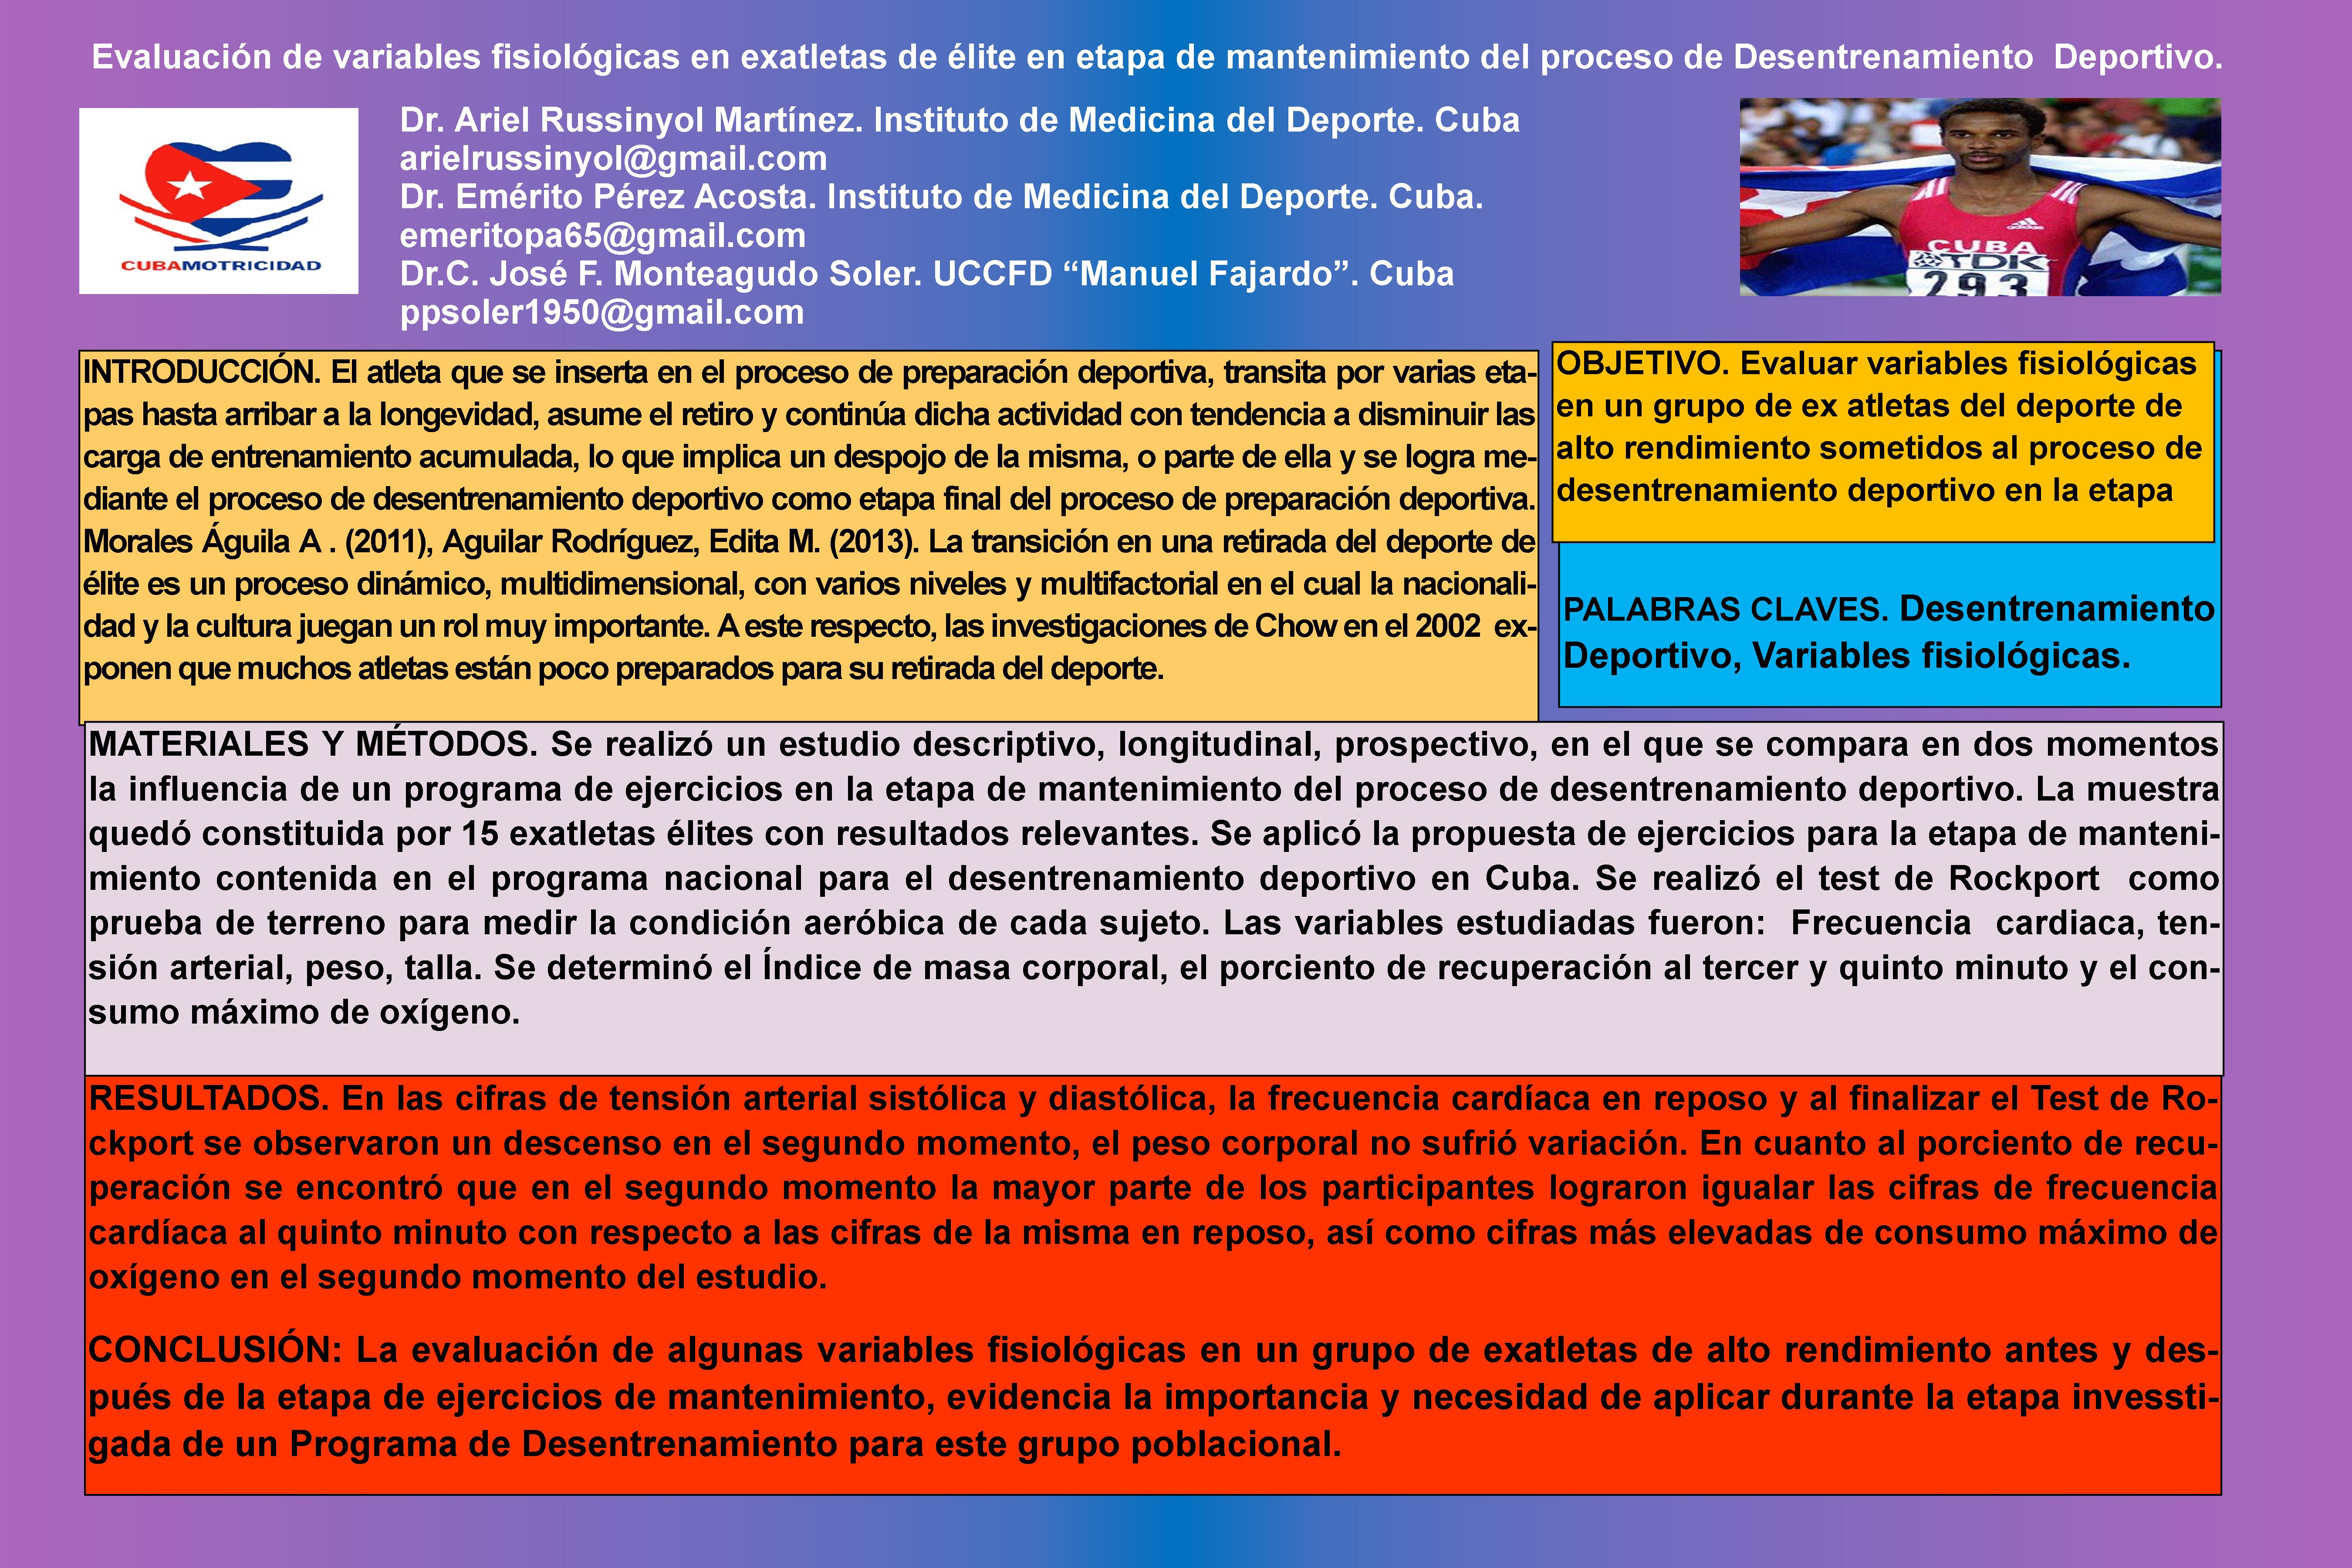 Evaluación de variables fisiológicas en exatletas de élite en etapa de mantenimiento del proceso de Desentrenamiento  Deportivo.
CUBAMOTRICIDAD
Dr. Ariel Russinyol Martínez. Instituto de Medicina del Deporte. Cuba
arielrussinyol@gmail.com
Dr. Emérito Pérez Acosta. Instituto de Medicina del Deporte. Cuba.
emeritopa65@gmail.com
Dr.C. José F. Monteagudo Soler. UCCFD “Manuel Fajardo”. Cuba
ppsoler1950@gmail.com
adidas
CUBA
TDK
293
INTRODUCCIÓN. El atleta que se inserta en el proceso de preparación deportiva, transita por varias eta-
pas hasta arribar a la longevidad, asume el retiro y continúa dicha actividad con tendencia a disminuir las
carga de entrenamiento acumulada, lo que implica un despojo de la misma, o parte de ella y se logra me-
diante el proceso de desentrenamiento deportivo como etapa final del proceso de preparación deportiva.
Morales Águila A . (2011), Aguilar Rodríguez, Edita M. (2013). La transición en una retirada del deporte de
élite es un proceso dinámico, multidimensional, con varios niveles y multifactorial en el cual la nacionali-
dad y la cultura juegan un rol muy importante. A este respecto, las investigaciones de Chow en el 2002  ex-
ponen que muchos atletas están poco preparados para su retirada del deporte.
OBJETIVO. Evaluar variables fisiológicas
en un grupo de ex atletas del deporte de
alto rendimiento sometidos al proceso de
desentrenamiento deportivo en la etapa
PALABRAS CLAVES. Desentrenamiento
Deportivo, Variables fisiológicas.
MATERIALES Y MÉTODOS. Se realizó un estudio descriptivo, longitudinal, prospectivo, en el que se compara en dos momentos
la influencia de un programa de ejercicios en la etapa de mantenimiento del proceso de desentrenamiento deportivo. La muestra
quedó constituida por 15 exatletas élites con resultados relevantes. Se aplicó la propuesta de ejercicios para la etapa de manteni-
miento contenida en el programa nacional para el desentrenamiento deportivo en Cuba. Se realizó el test de Rockport  como
prueba de terreno para medir la condición aeróbica de cada sujeto. Las variables estudiadas fueron:  Frecuencia  cardiaca, ten-
sión arterial, peso, talla. Se determinó el Índice de masa corporal, el porciento de recuperación al tercer y quinto minuto y el con-
sumo máximo de oxígeno.
RESULTADOS. En las cifras de tensión arterial sistólica y diastólica, la frecuencia cardíaca en reposo y al finalizar el Test de Ro-
ckport se observaron un descenso en el segundo momento, el peso corporal no sufrió variación. En cuanto al porciento de recu-
peración se encontró que en el segundo momento la mayor parte de los participantes lograron igualar las cifras de frecuencia
cardíaca al quinto minuto con respecto a las cifras de la misma en reposo, así como cifras más elevadas de consumo máximo de
oxígeno en el segundo momento del estudio.
CONCLUSIÓN: La evaluación de algunas variables fisiológicas en un grupo de exatletas de alto rendimiento antes y des-
pués de la etapa de ejercicios de mantenimiento, evidencia la importancia y necesidad de aplicar durante la etapa invessti-
gada de un Programa de Desentrenamiento para este grupo poblacional.